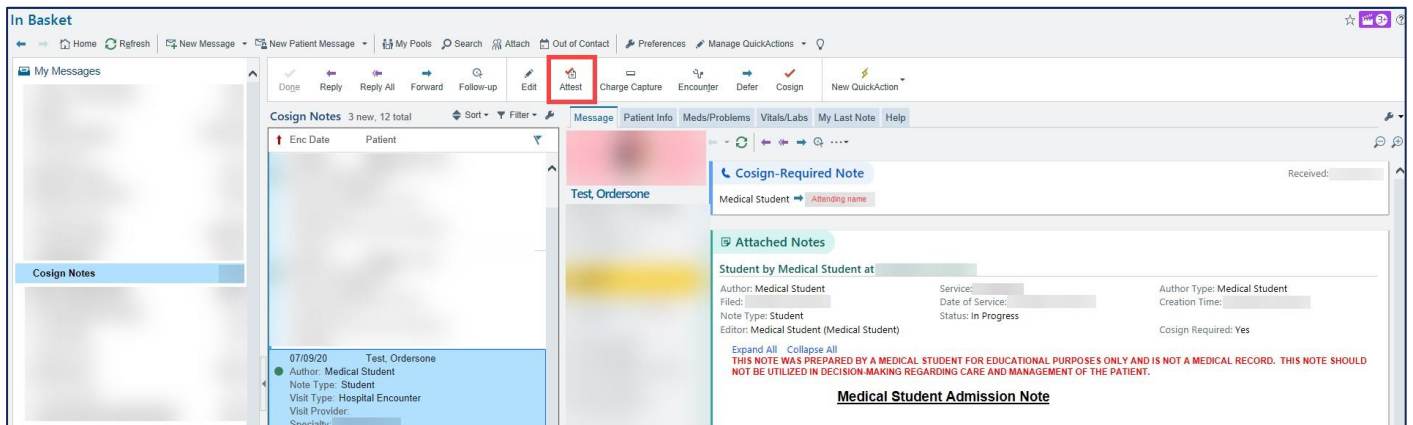 In Basket
3+
Home Refresh New Message New Patient Message My Pools Search Attach Out of Contact Preferences Manage QuickActions
My Messages
Done Reply Reply All Forward Follow-up Edit Attest Charge Capture Encounter Defer Cosign New QuickAction
Cosign Notes 3 new, 12 total Sort Filter
Message Patient Info Meds/Problems Vitals/Labs My Last Note Help
Enc Date Patient
Test, Ordersone
Cosign-Required Note Received:
Medical Student Attending name
Attached Notes
Cosign Notes
Student by Medical Student at
Author: Medical Student Service: Author Type: Medical Student
Filed: Date of Service: Creation Time:
Note Type: Student Status: In Progress
Editor: Medical Student (Medical Student) Cosign Required: Yes
Expand All Collapse All
THIS NOTE WAS PREPARED BY A MEDICAL STUDENT FOR EDUCATIONAL PURPOSES ONLY AND IS NOT A MEDICAL RECORD. THIS NOTE SHOULD
NOT BE UTILIZED IN DECISION-MAKING REGARDING CARE AND MANAGEMENT OF THE PATIENT.
Medical Student Admission Note
07/09/20 Test, Ordersone
Author: Medical Student
Note Type: Student
Visit Type: Hospital Encounter
Visit Provider:
Specialty: